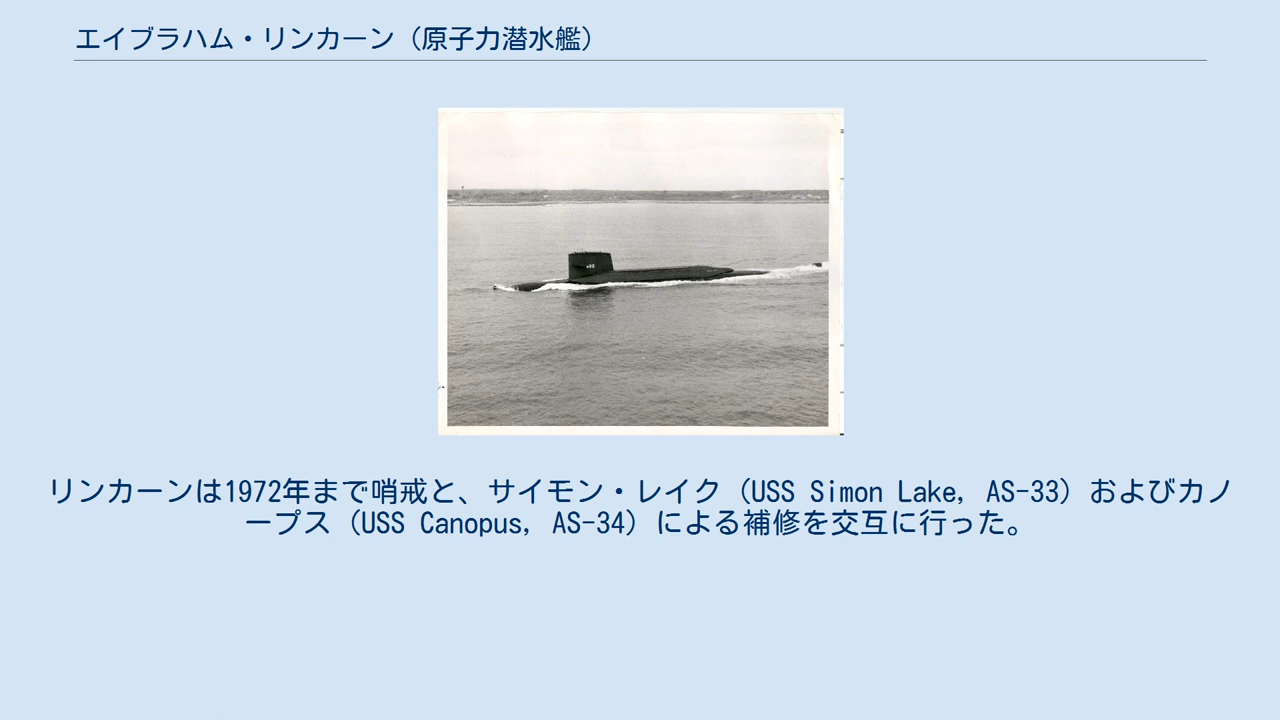 エイブラハム・リンカーン（原子力潜水艦）
リンカーンは1972年まで哨戒と、サイモン・レイク（USS Simon Lake, AS-33）およびカノ
ープス（USS Canopus, AS-34）による補修を交互に行った。